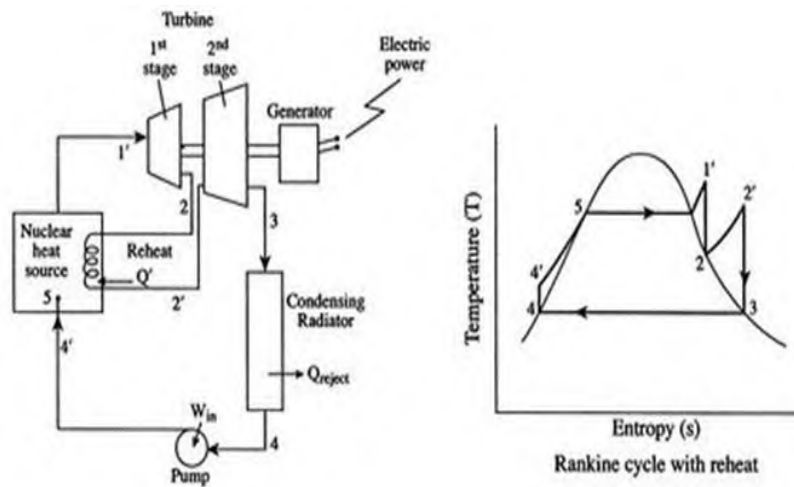 Turbine
1st
stage
2nd
stage
Electric
power
Generator
1'
2
3
Nuclear
heat
source
Reheat
Q'
5
2'
Condensing
Radiator
4'
Qreject
Win
4
Pump
Temperature (T)
1'
2'
5
2
4'
4
3
Entropy (s)
Rankine cycle with reheat